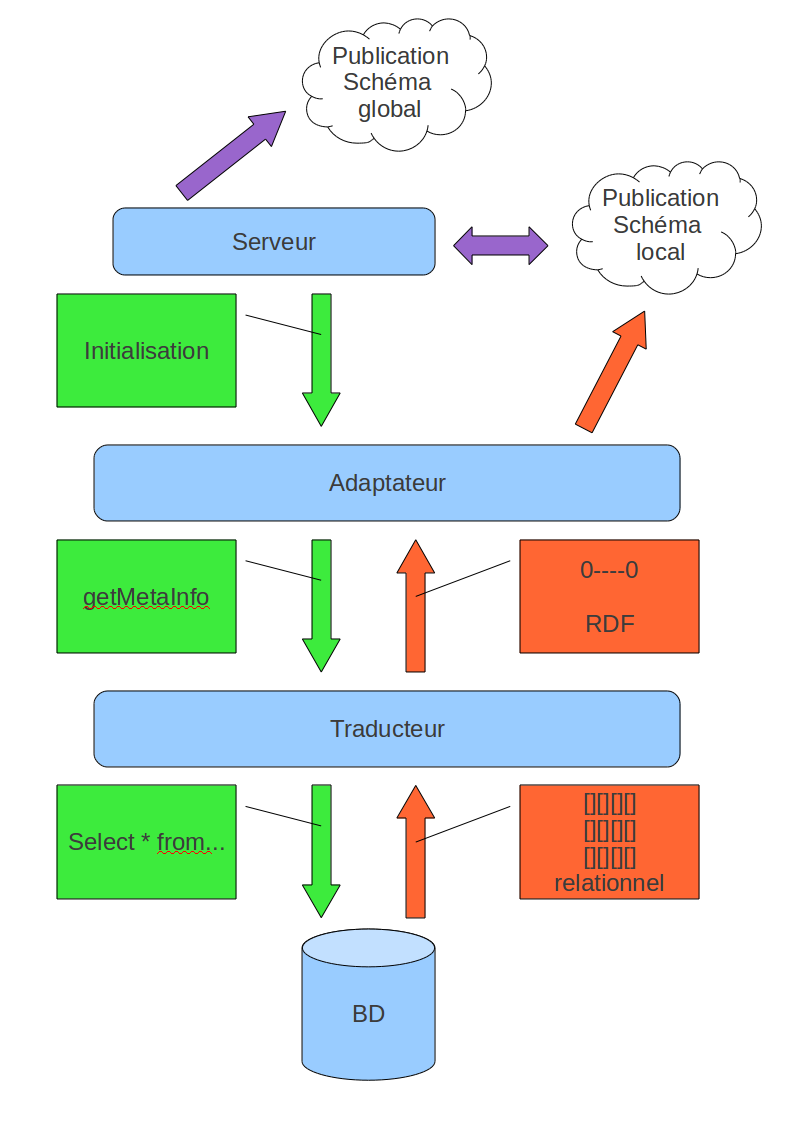 Publication
Schéma
global
Publication
Schéma
local
Serveur
Initialisation
Adaptateur
getMetaInfo
0----0
RDF
Traducteur
Select * from...
[][][][]
[][][][]
[][][][]
relationnel
BD